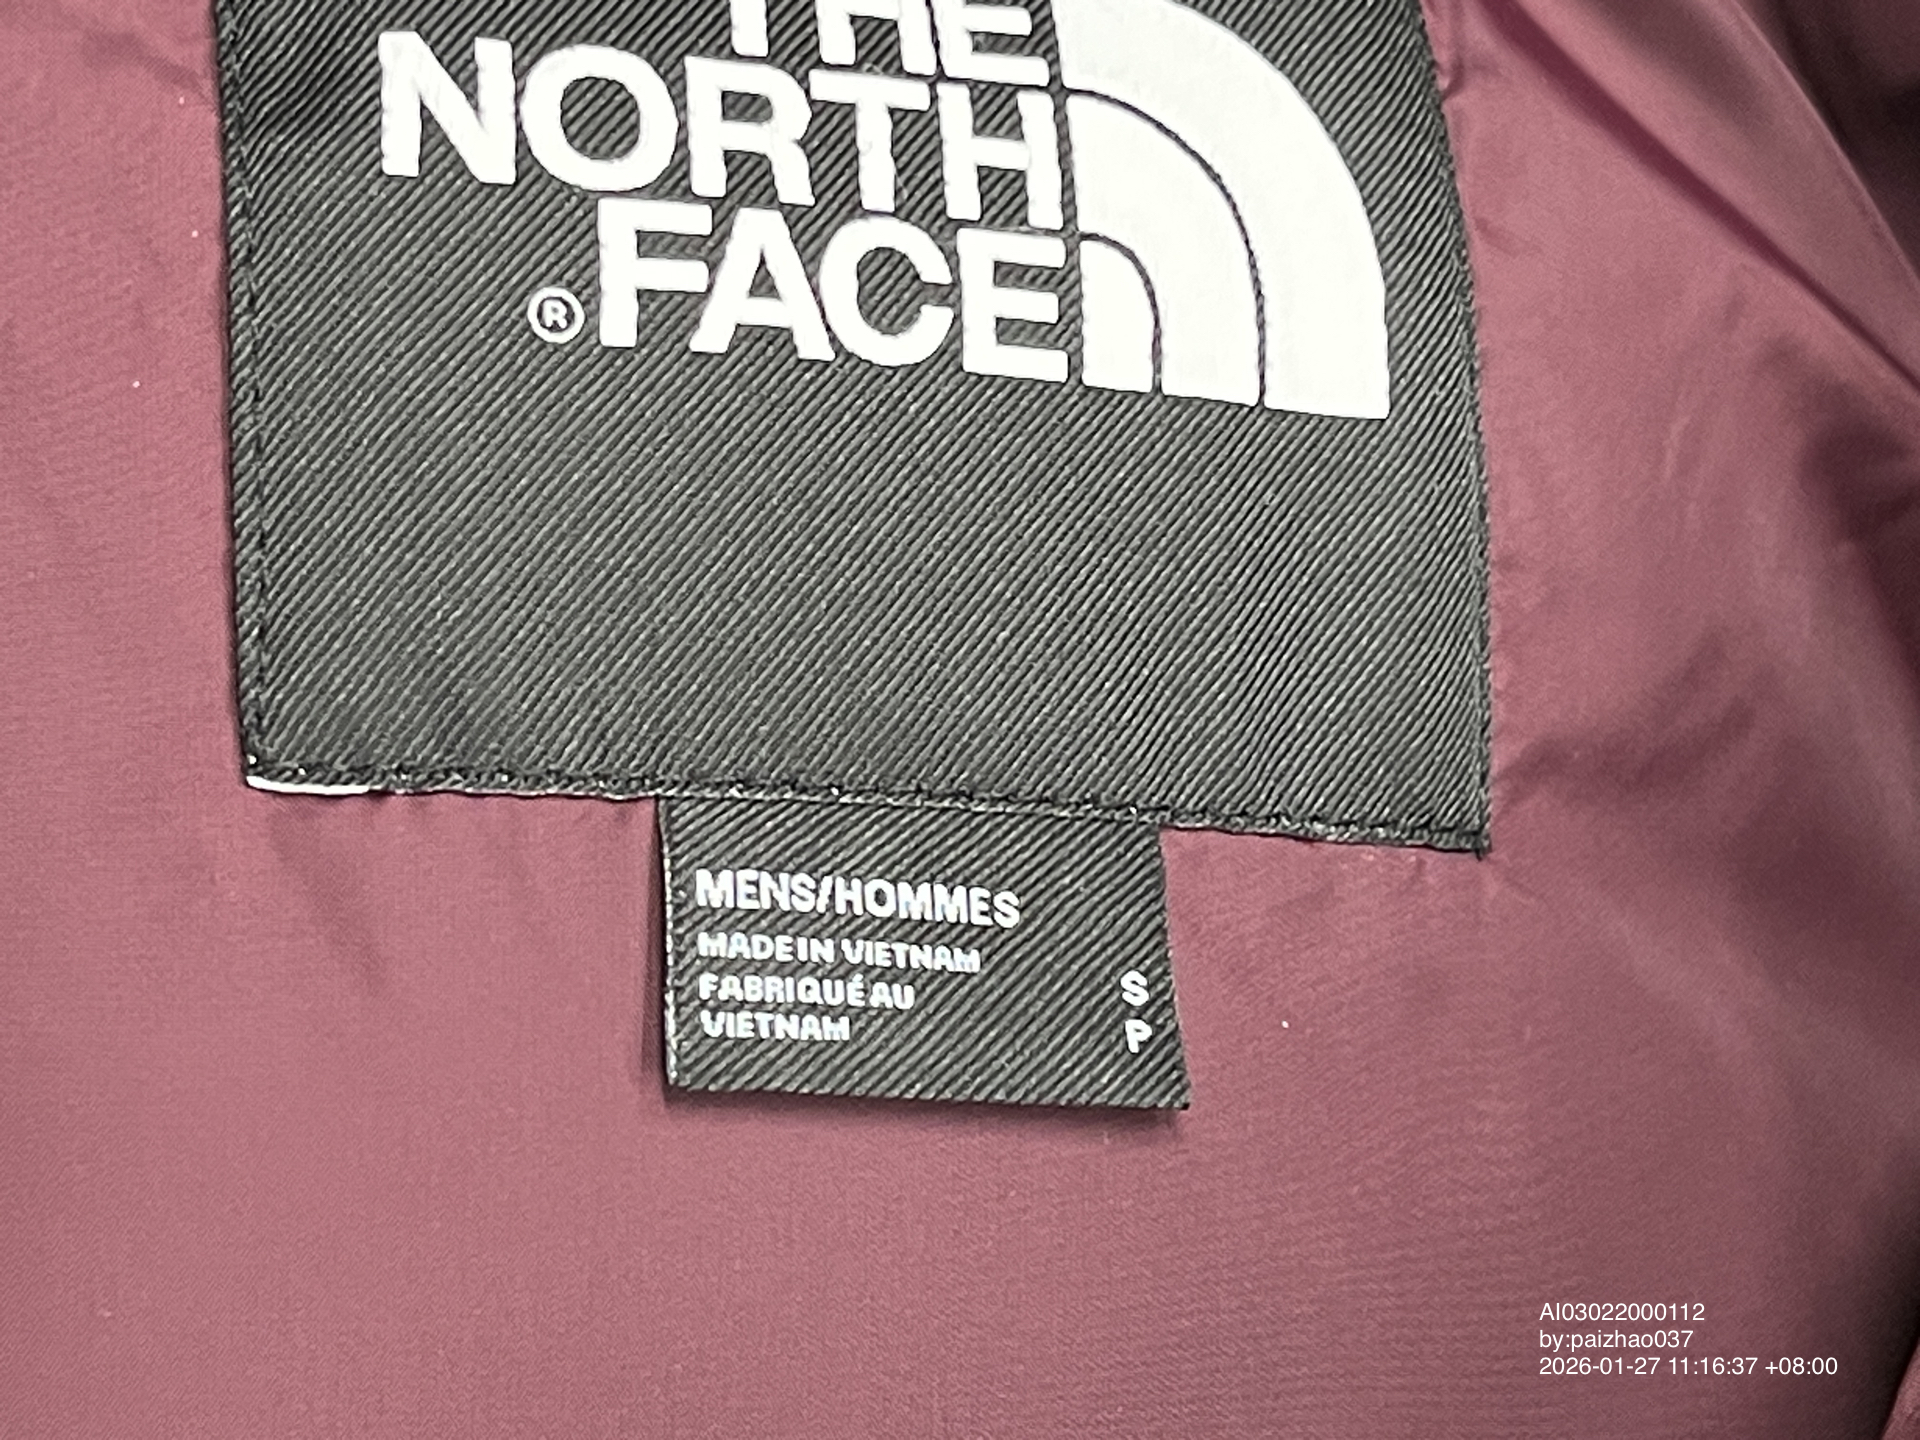 THE
NORTH
FACE
®
MENS/HOMMES
MADE IN VIETNAM
FABRIQUÉ AU
VIETNAM
S
P
AI03022000112
by:paizhao037
2026-01-27 11:16:37 +08:00